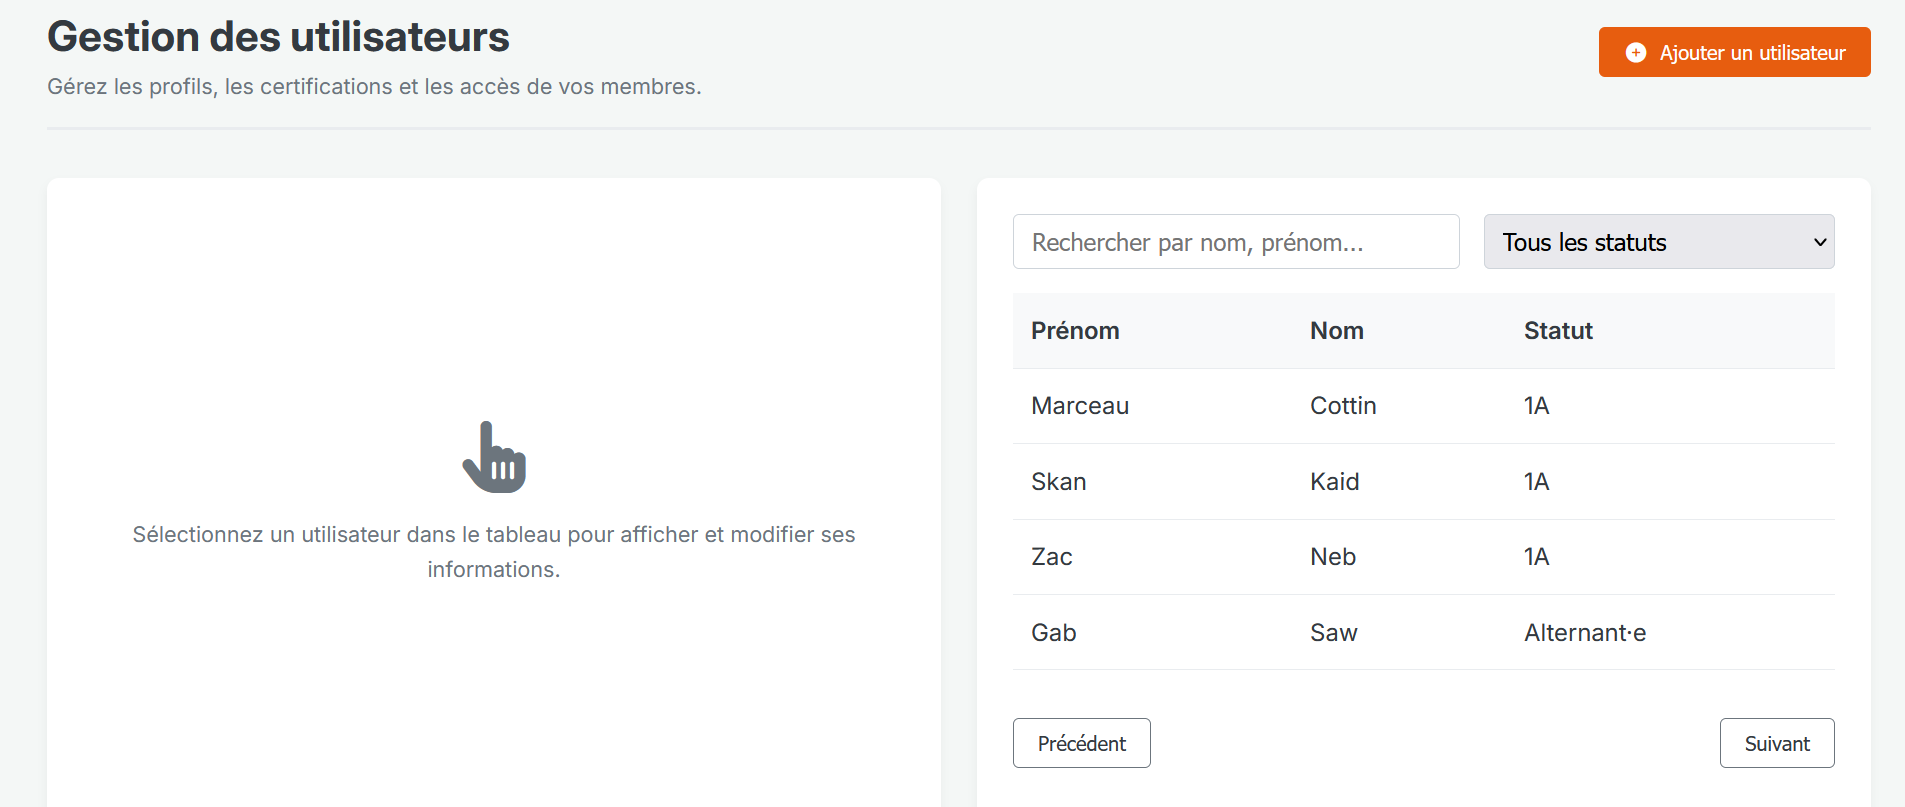 Gestion des utilisateurs
Gérez les profils, les certifications et les accès de vos membres.
Ajouter un utilisateur
Sélectionnez un utilisateur dans le tableau pour afficher et modifier ses
informations.
Rechercher par nom, prénom...
Tous les statuts
Prénom Nom Statut
Marceau Cottin 1A
Skan Kaid 1A
Zac Neb 1A
Gab Saw Alternant·e
Précédent
Suivant